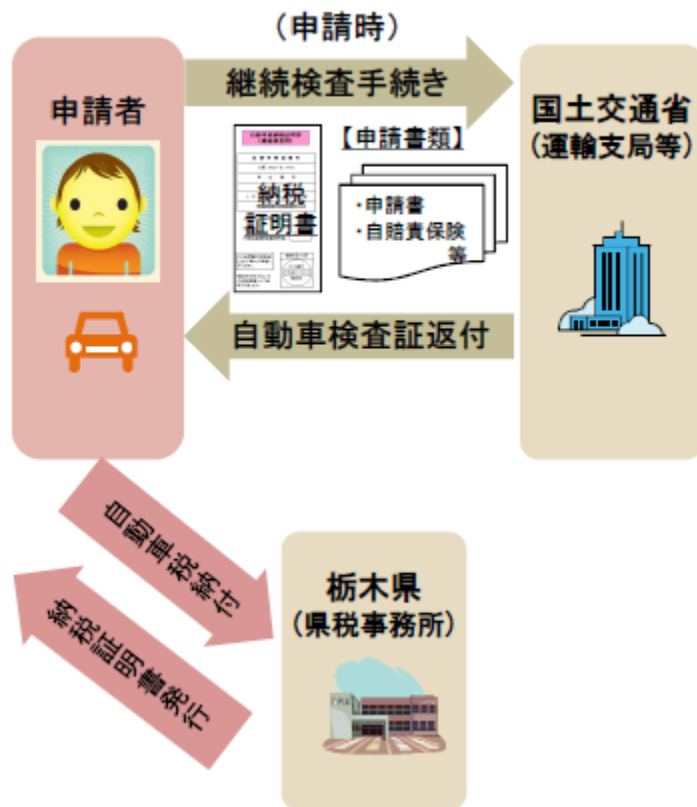 （申請時）
継続検査手続き
申請者
国土交通省
（運輸支局等）
【申請書類】
納税
証明書
・申請書
・自賠責保険
等
自動車検査証返付
自動車税納付
納税証明書発行
栃木県
（県税事務所）